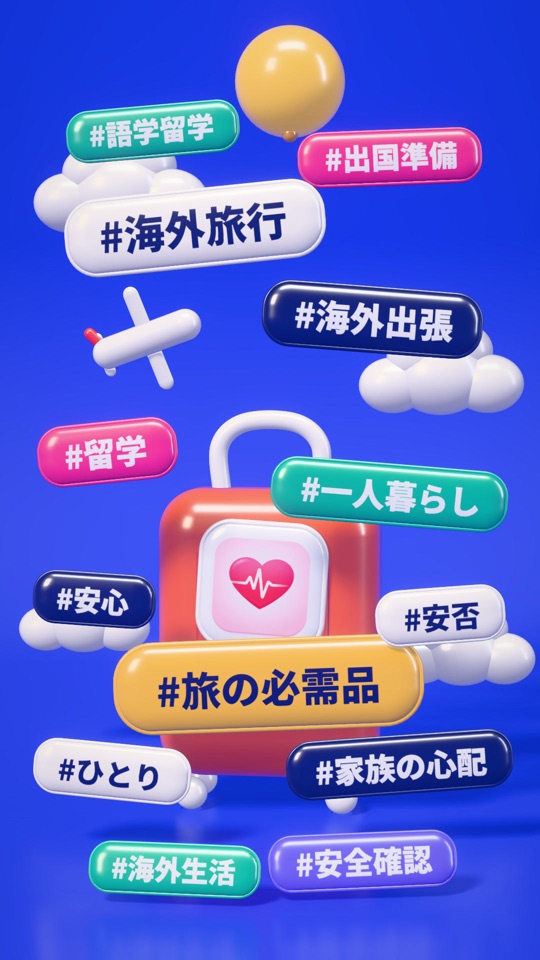 #語学留学
#出国準備
#海外旅行
#海外出張
#留学
#一人暮らし
#安心
#安否
#旅の必需品
#ひとり
#家族の心配
#海外生活
#安全確認